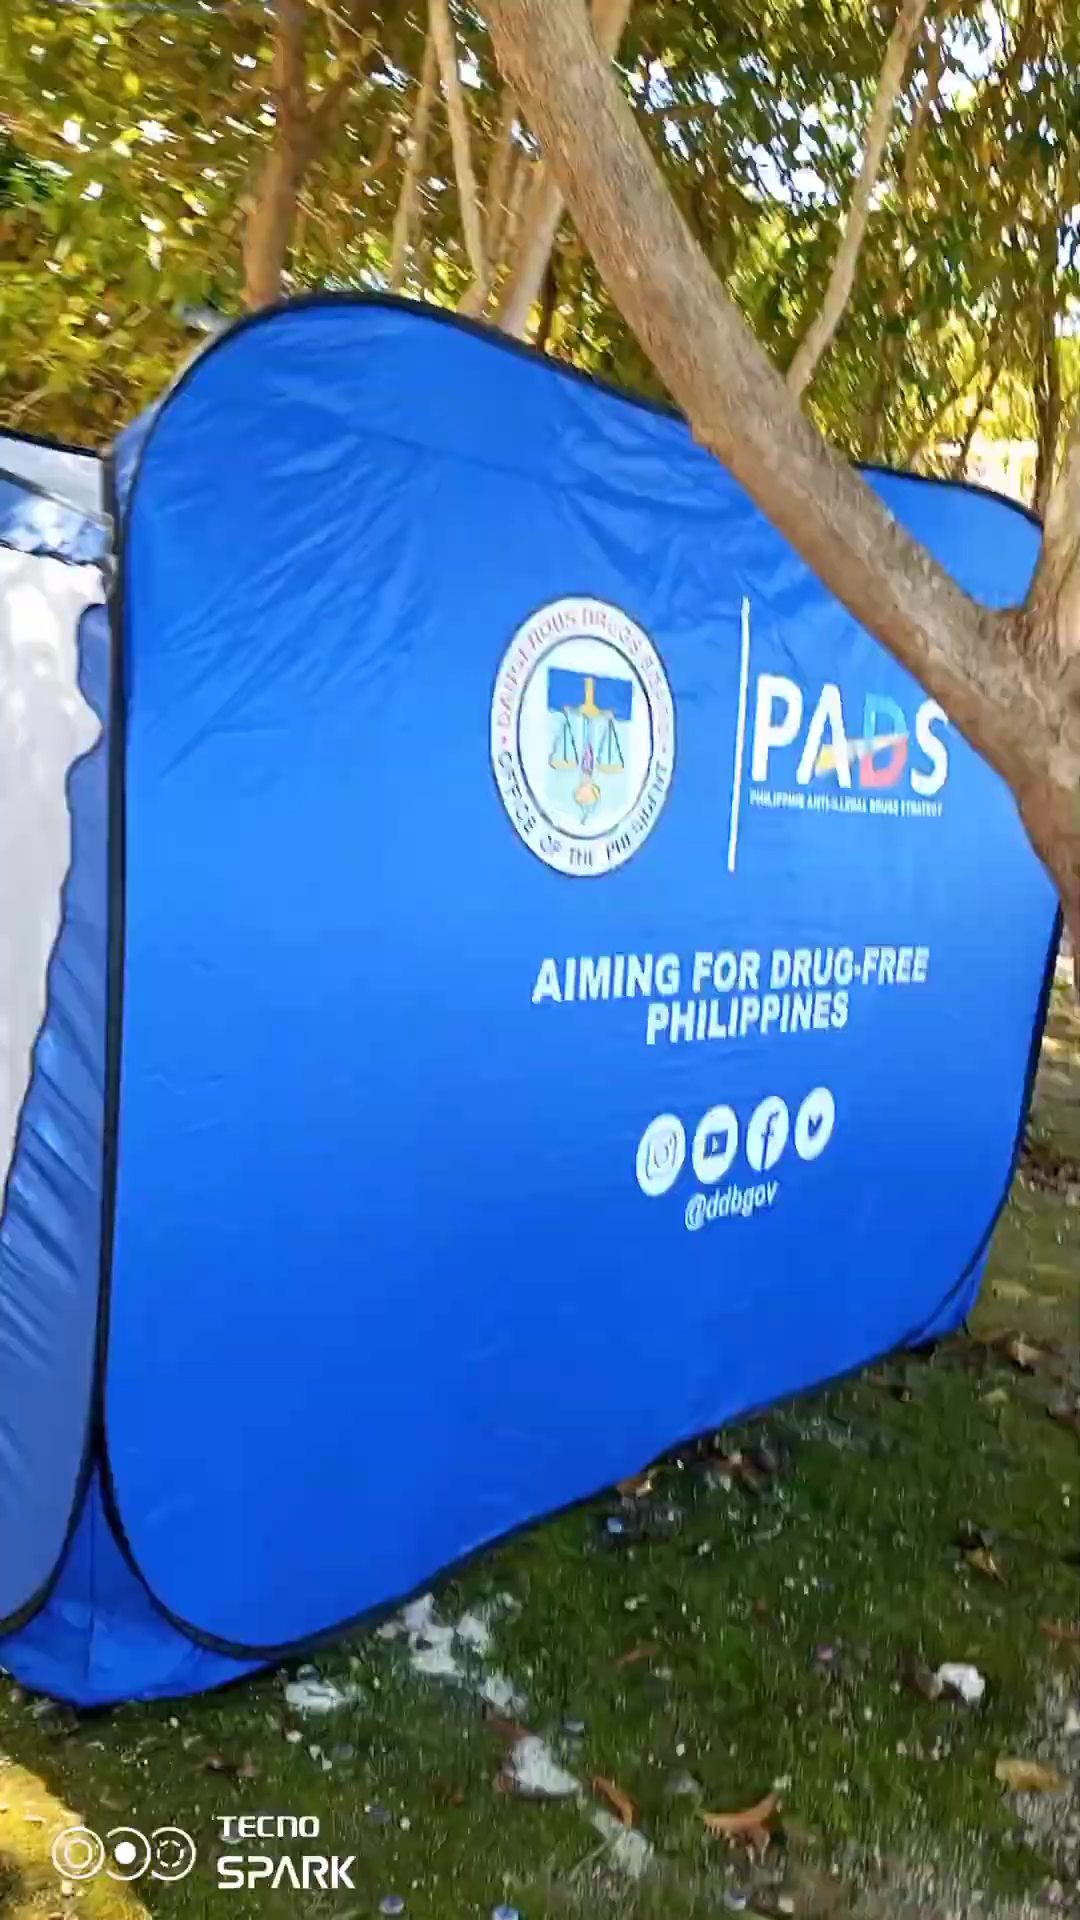 DANGEROUS DRUGS BOARD
OFFICE OF THE PRESIDENT
PADS
PHILIPPINE ANTI-ILLEGAL DRUGS STRATEGY
AIMING FOR DRUG-FREE
PHILIPPINES
@ddbgov
TECNO
SPARK